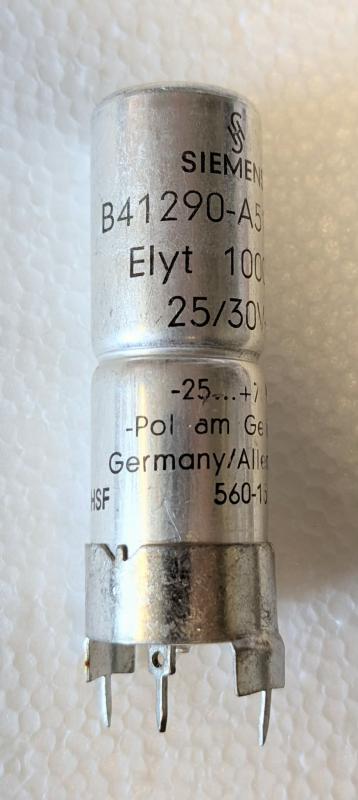 SIEMENS
B41290-A5
Elyt 100
25/30V
-25...+7
-Pol am Ge
Germany/Alle
HSF 560-1